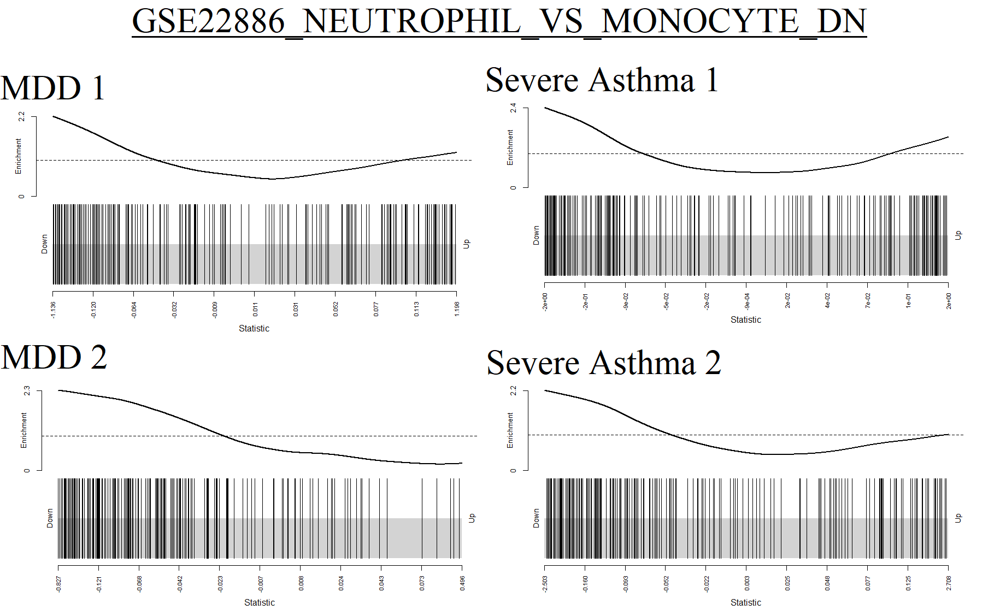 GSE22886_NEUTROPHIL_VS_MONOCYTE_DN
MDD 1
2.2
Enrichment
0
Down
Up
-1.136 -0.120 -0.064 -0.032 -0.009 0.011 0.031 0.052 0.077 0.113 1.198
Statistic
Severe Asthma 1
2.4
Enrichment
0
Down
Up
-2e+00 -2e-01 -9e-02 -5e-02 -2e-02 -9e-04 2e-02 4e-02 7e-02 1e-01 2e+00
Statistic
MDD 2
2.3
Enrichment
0
Down
Up
-0.827 -0.121 -0.068 -0.042 -0.023 -0.007 0.008 0.024 0.043 0.073 0.496
Statistic
Severe Asthma 2
2.2
Enrichment
0
Down
Up
-2.503 -0.160 -0.093 -0.052 -0.022 0.003 0.025 0.048 0.077 0.125 2.708
Statistic